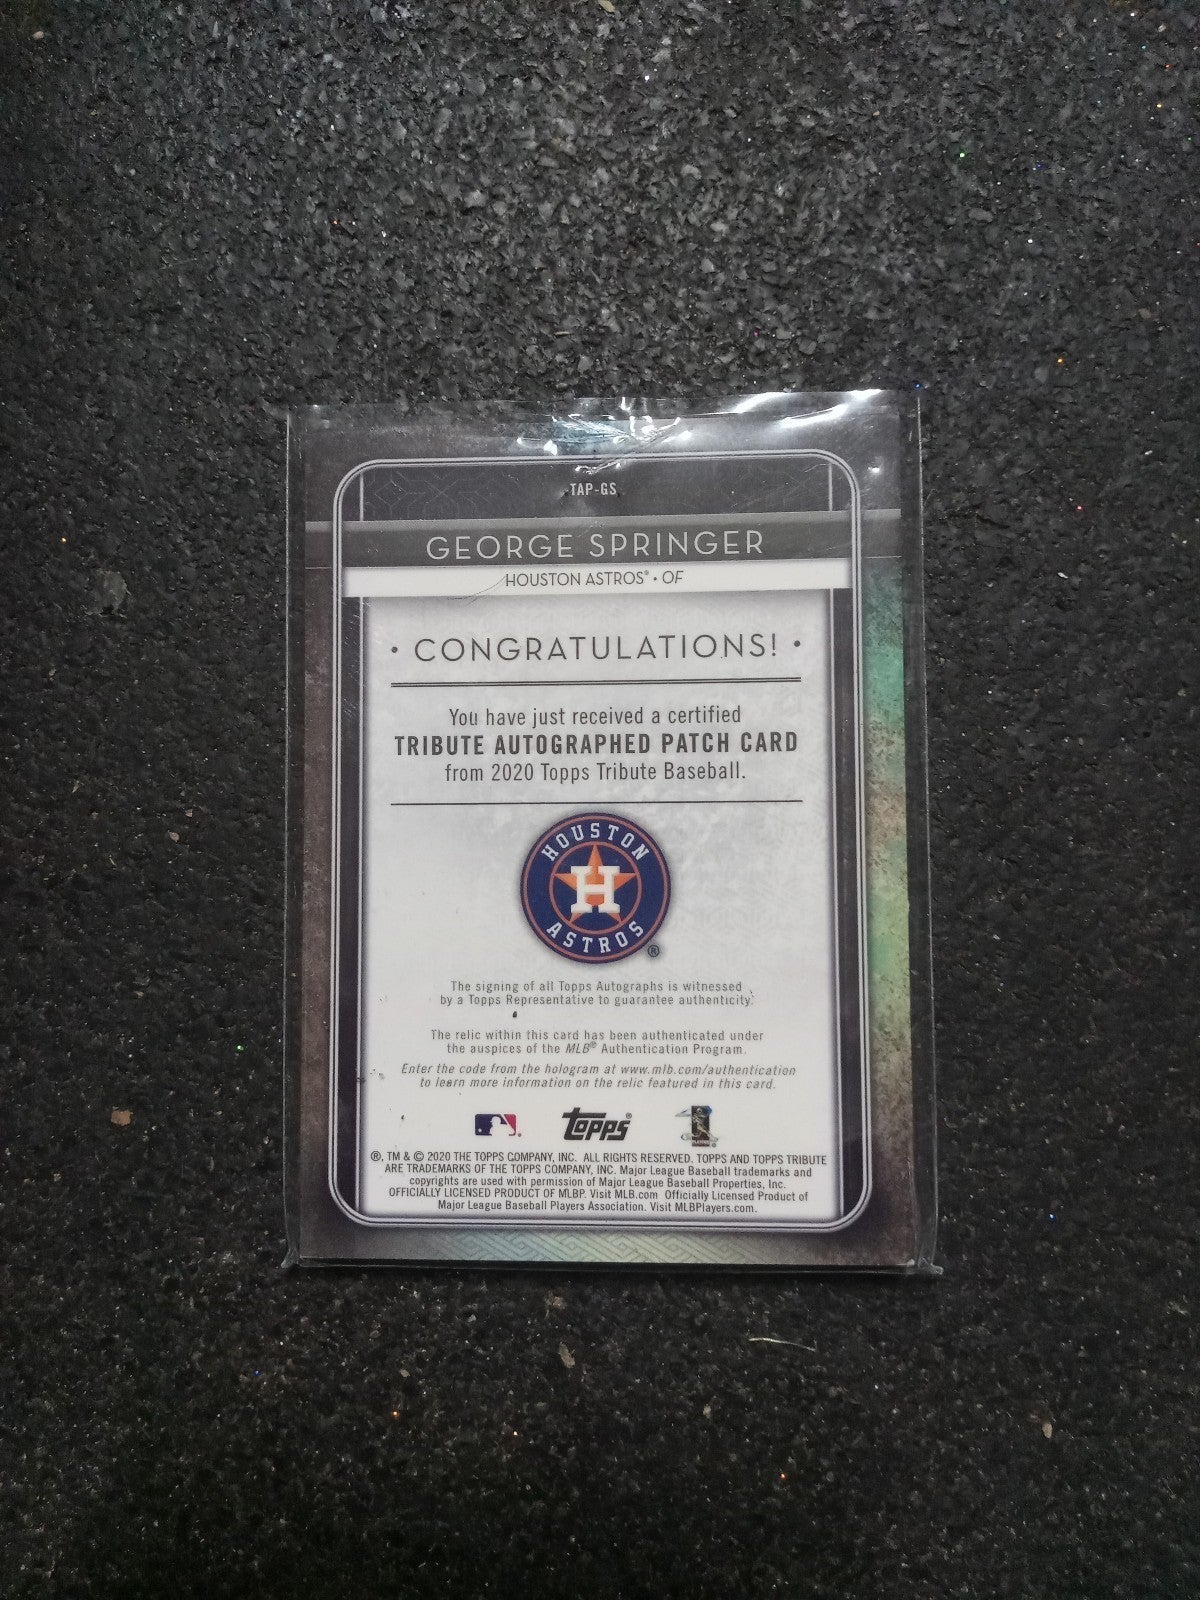 TAP-GS
GEORGE SPRINGER
HOUSTON ASTROS® • OF
• CONGRATULATIONS! •
You have just received a certified
TRIBUTE AUTOGRAPHED PATCH CARD
from 2020 Topps Tribute Baseball.
HOUSTON
H
ASTROS
®
The signing of all Topps Autographs is witnessed
by a Topps Representative to guarantee authenticity.
The relic within this card has been authenticated under
the auspices of the MLB® Authentication Program.
Enter the code from the hologram at www.mlb.com/authentication
to learn more information on the relic featured in this card.
Topps®
®, TM & © 2020 THE TOPPS COMPANY, INC. ALL RIGHTS RESERVED. TOPPS AND TOPPS TRIBUTE
ARE TRADEMARKS OF THE TOPPS COMPANY, INC. Major League Baseball trademarks and
copyrights are used with permission of Major League Baseball Properties, Inc.
OFFICIALLY LICENSED PRODUCT OF MLBP. Visit MLB.com Officially Licensed Product of
Major League Baseball Players Association. Visit MLBPlayers.com.